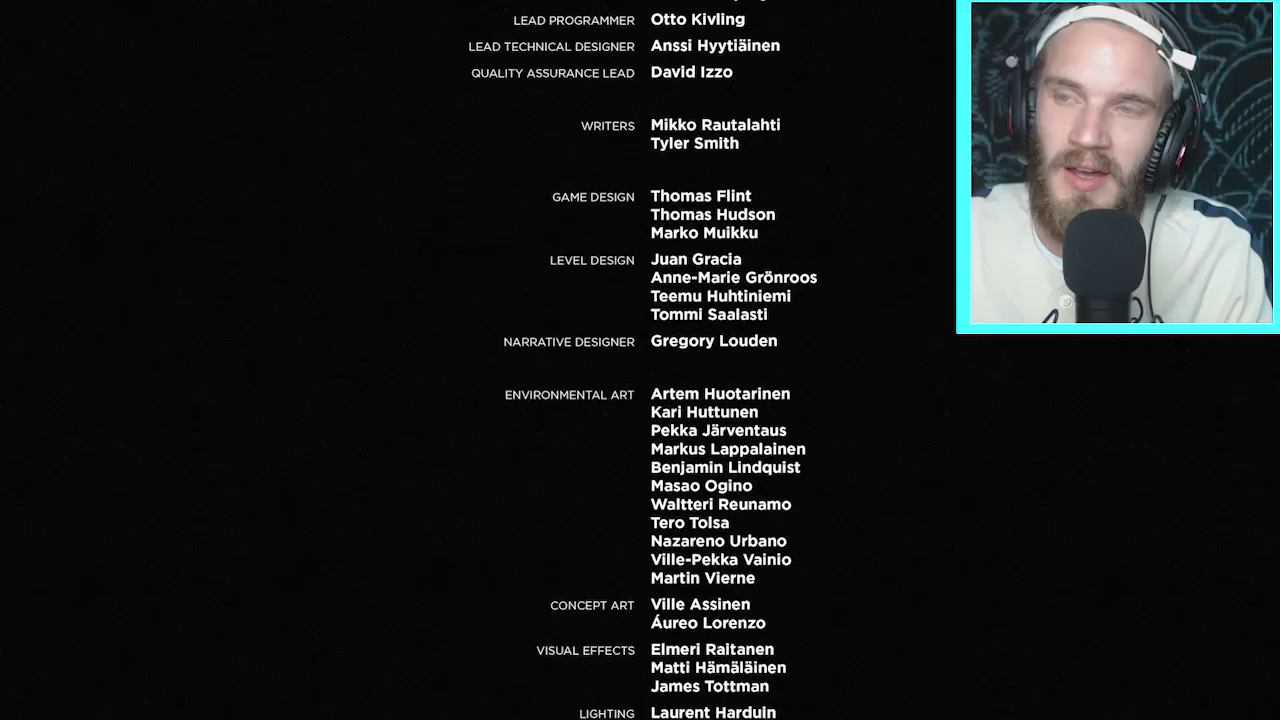 LEAD PROGRAMMER Otto Kivling
LEAD TECHNICAL DESIGNER Anssi Hyytiäinen
QUALITY ASSURANCE LEAD David Izzo
WRITERS Mikko Rautalahti
Tyler Smith
GAME DESIGN Thomas Flint
Thomas Hudson
Marko Muikku
LEVEL DESIGN Juan Gracia
Anne-Marie Grönroos
Teemu Huhtiniemi
Tommi Saalasti
NARRATIVE DESIGNER Gregory Louden
ENVIRONMENTAL ART Artem Huotarinen
Kari Huttunen
Pekka Järventaus
Markus Lappalainen
Benjamin Lindquist
Masao Ogino
Waltteri Reunamo
Tero Tolsa
Nazareno Urbano
Ville-Pekka Vainio
Martin Vierne
CONCEPT ART Ville Assinen
Áureo Lorenzo
VISUAL EFFECTS Elmeri Raitanen
Matti Hämäläinen
James Tottman
LIGHTING Laurent Harduin